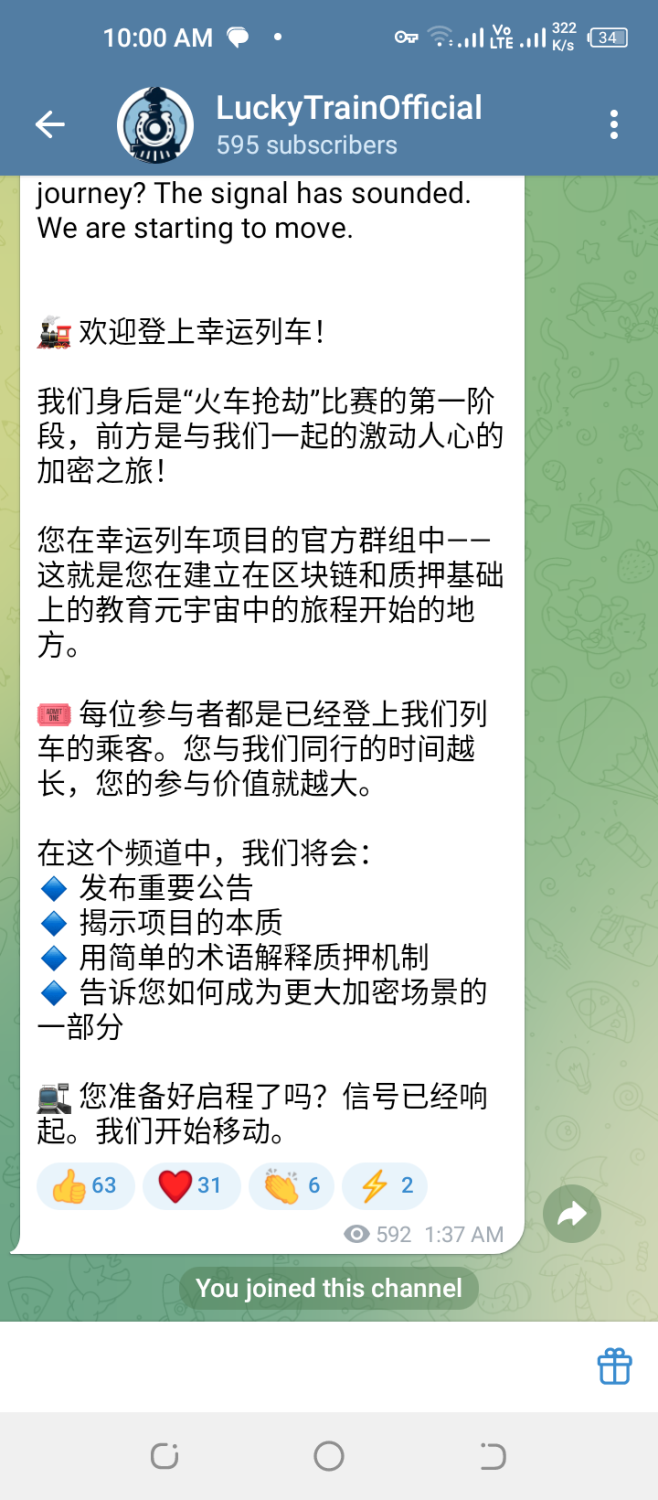 10:00 AM
Vo LTE
322 K/s
34
LuckyTrainOfficial
595 subscribers
journey? The signal has sounded.
We are starting to move.
🚂 欢迎登上幸运列车！
我们身后是“火车抢劫”比赛的第一阶
段，前方是与我们一起的激动人心的
加密之旅！
您在幸运列车项目的官方群组中——
这就是您在建立在区块链和质押基础
上的教育元宇宙中的旅程开始的地
方。
🎟 每位参与者都是已经登上我们列
车的乘客。您与我们同行的时间越
长，您的参与价值就越大。
在这个频道中，我们将会：
🔹 发布重要公告
🔹 揭示项目的本质
🔹 用简单的术语解释质押机制
🔹 告诉您如何成为更大加密场景的
一部分
🚉 您准备好启程了吗？信号已经响
起。我们开始移动。
👍 63 ❤ 31 👏 6 ⚡ 2
592 1:37 AM
You joined this channel